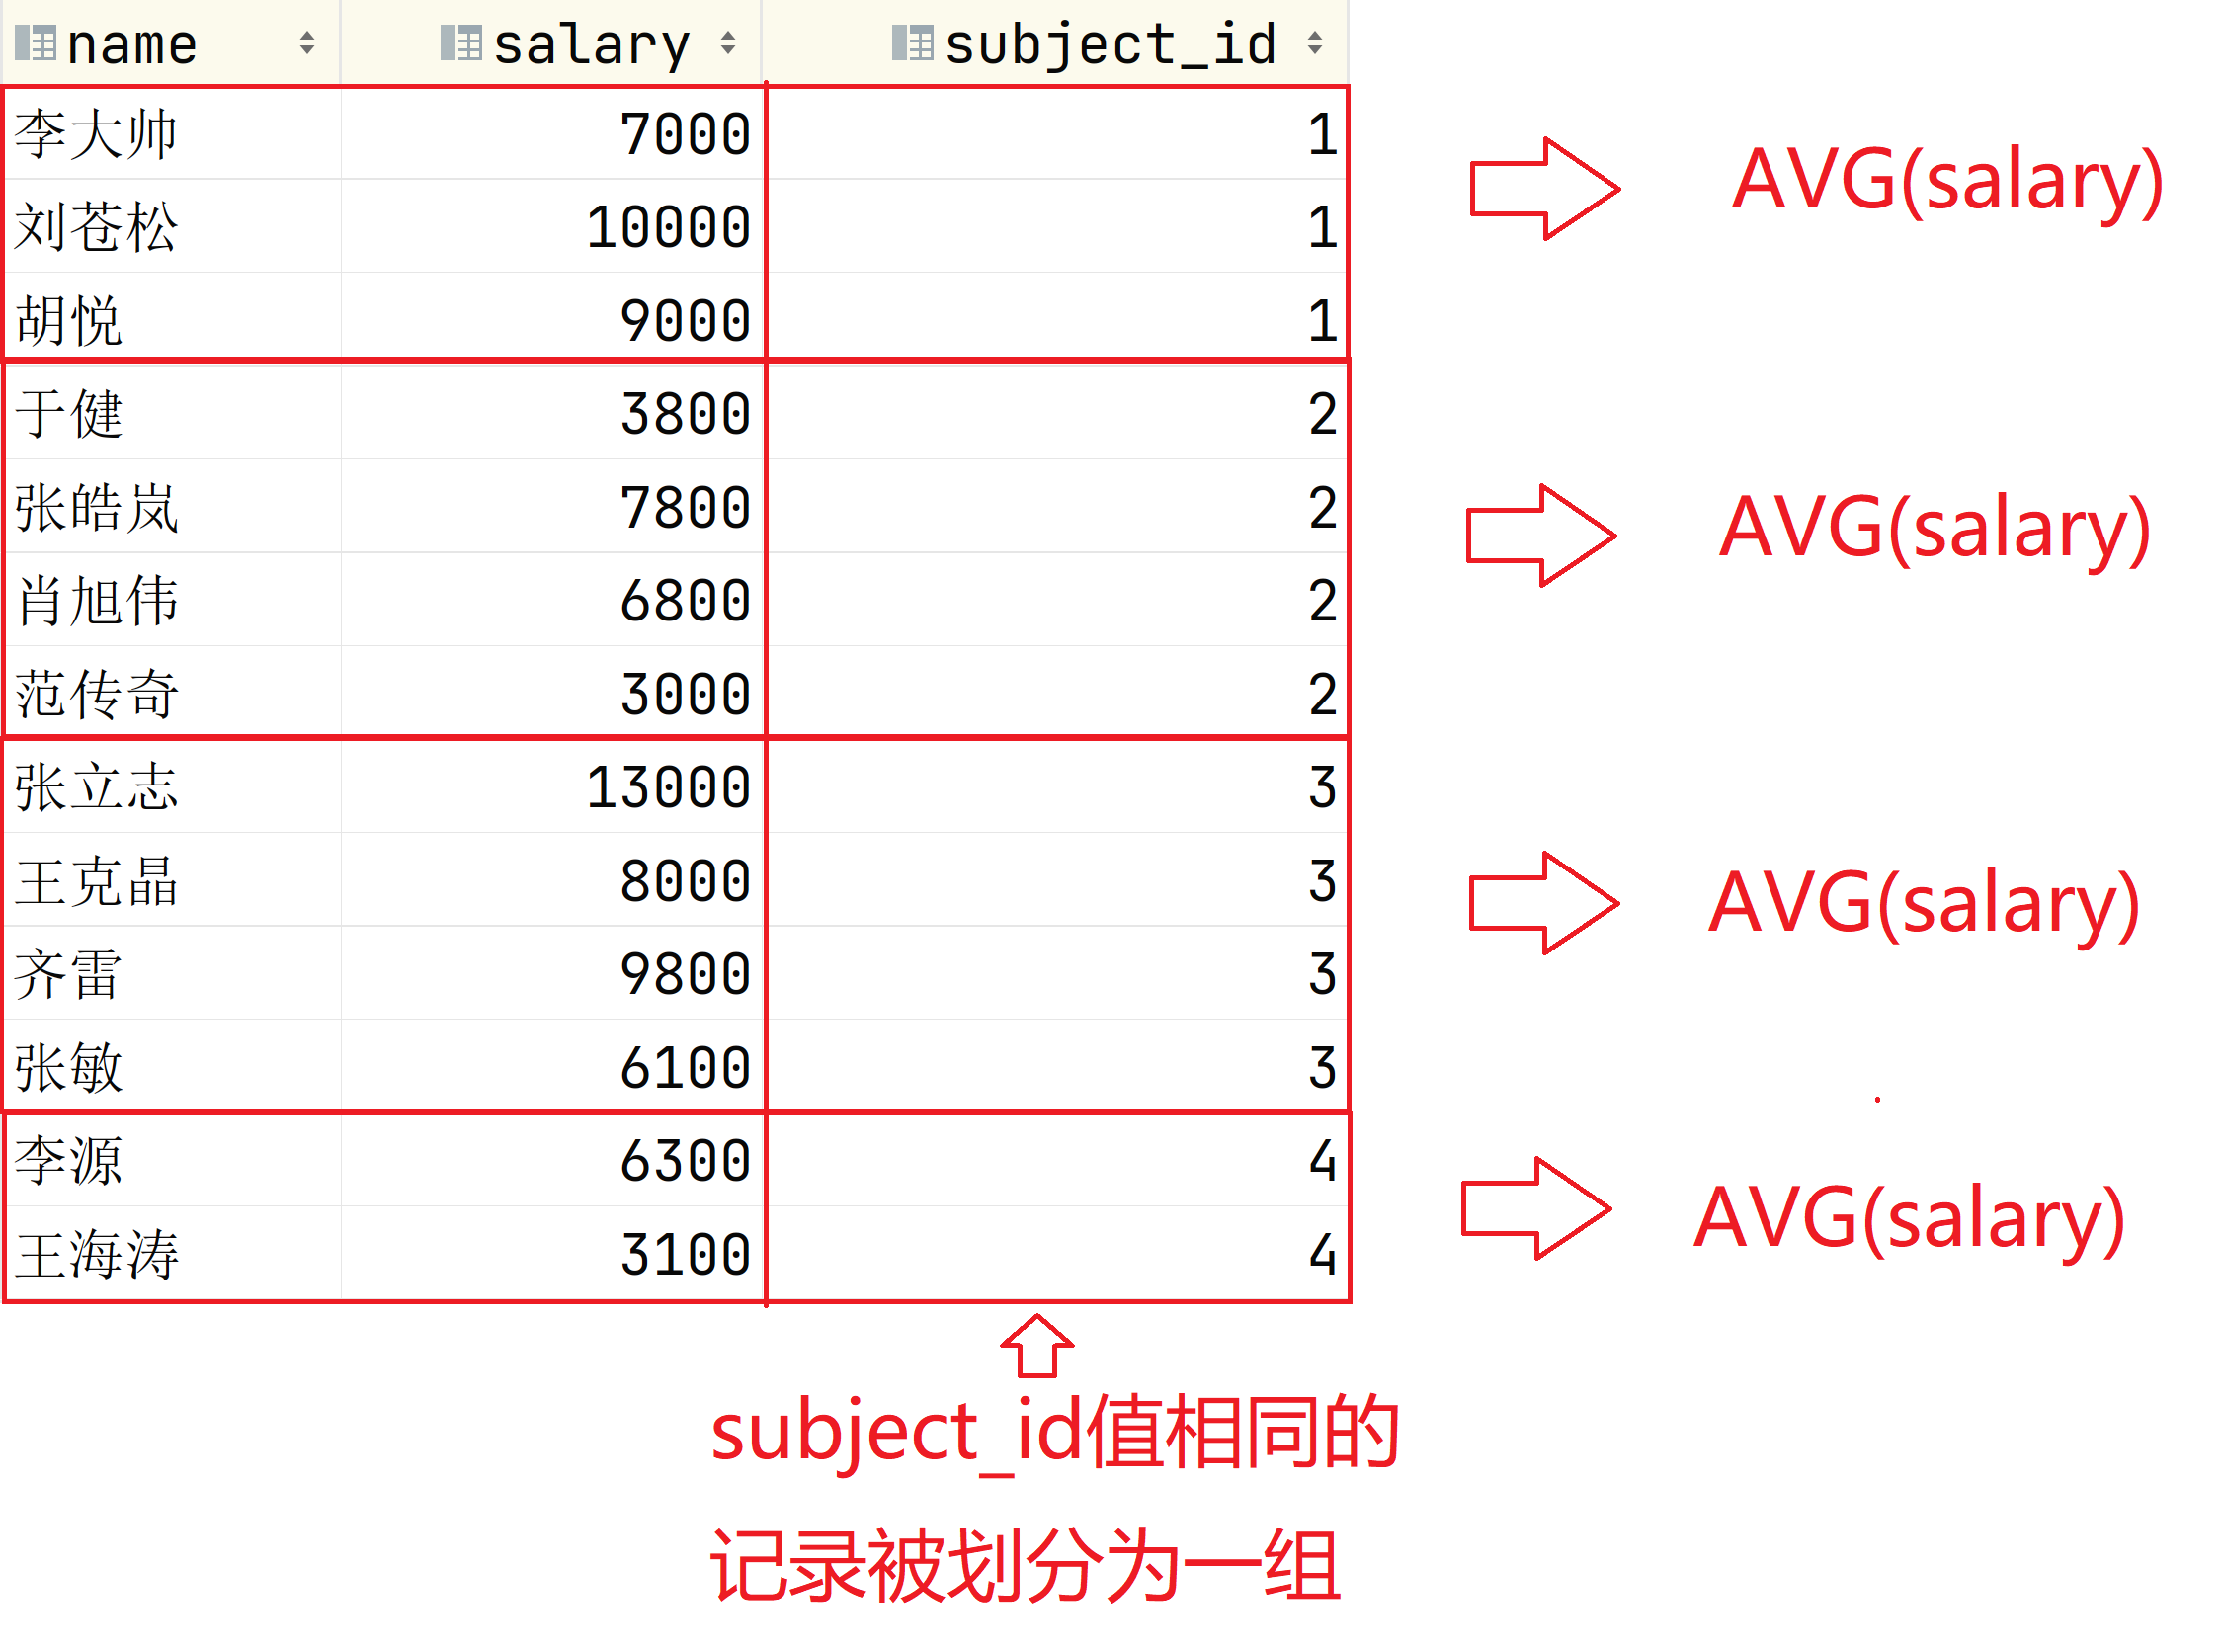 name salary subject_id
李大帅 7000 1
AVG(salary)
刘苍松 10000 1
胡悦 9000 1
于健 3800 2
张皓岚 7800 2
AVG(salary)
肖旭伟 6800 2
范传奇 3000 2
张立志 13000 3
王克晶 8000 3
AVG(salary)
齐雷 9800 3
张敏 6100 3
李源 6300 4
AVG(salary)
王海涛 3100 4
subject_id值相同的
记录被划分为一组